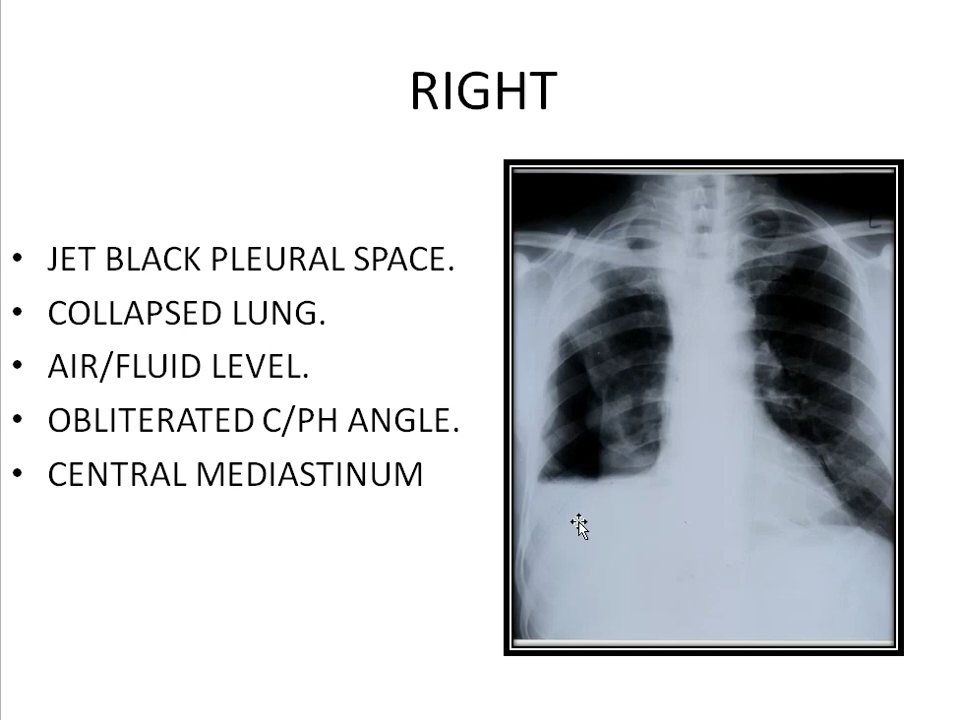 RIGHT
• JET BLACK PLEURAL SPACE.
• COLLAPSED LUNG.
• AIR/FLUID LEVEL.
• OBLITERATED C/PH ANGLE.
• CENTRAL MEDIASTINUM
L